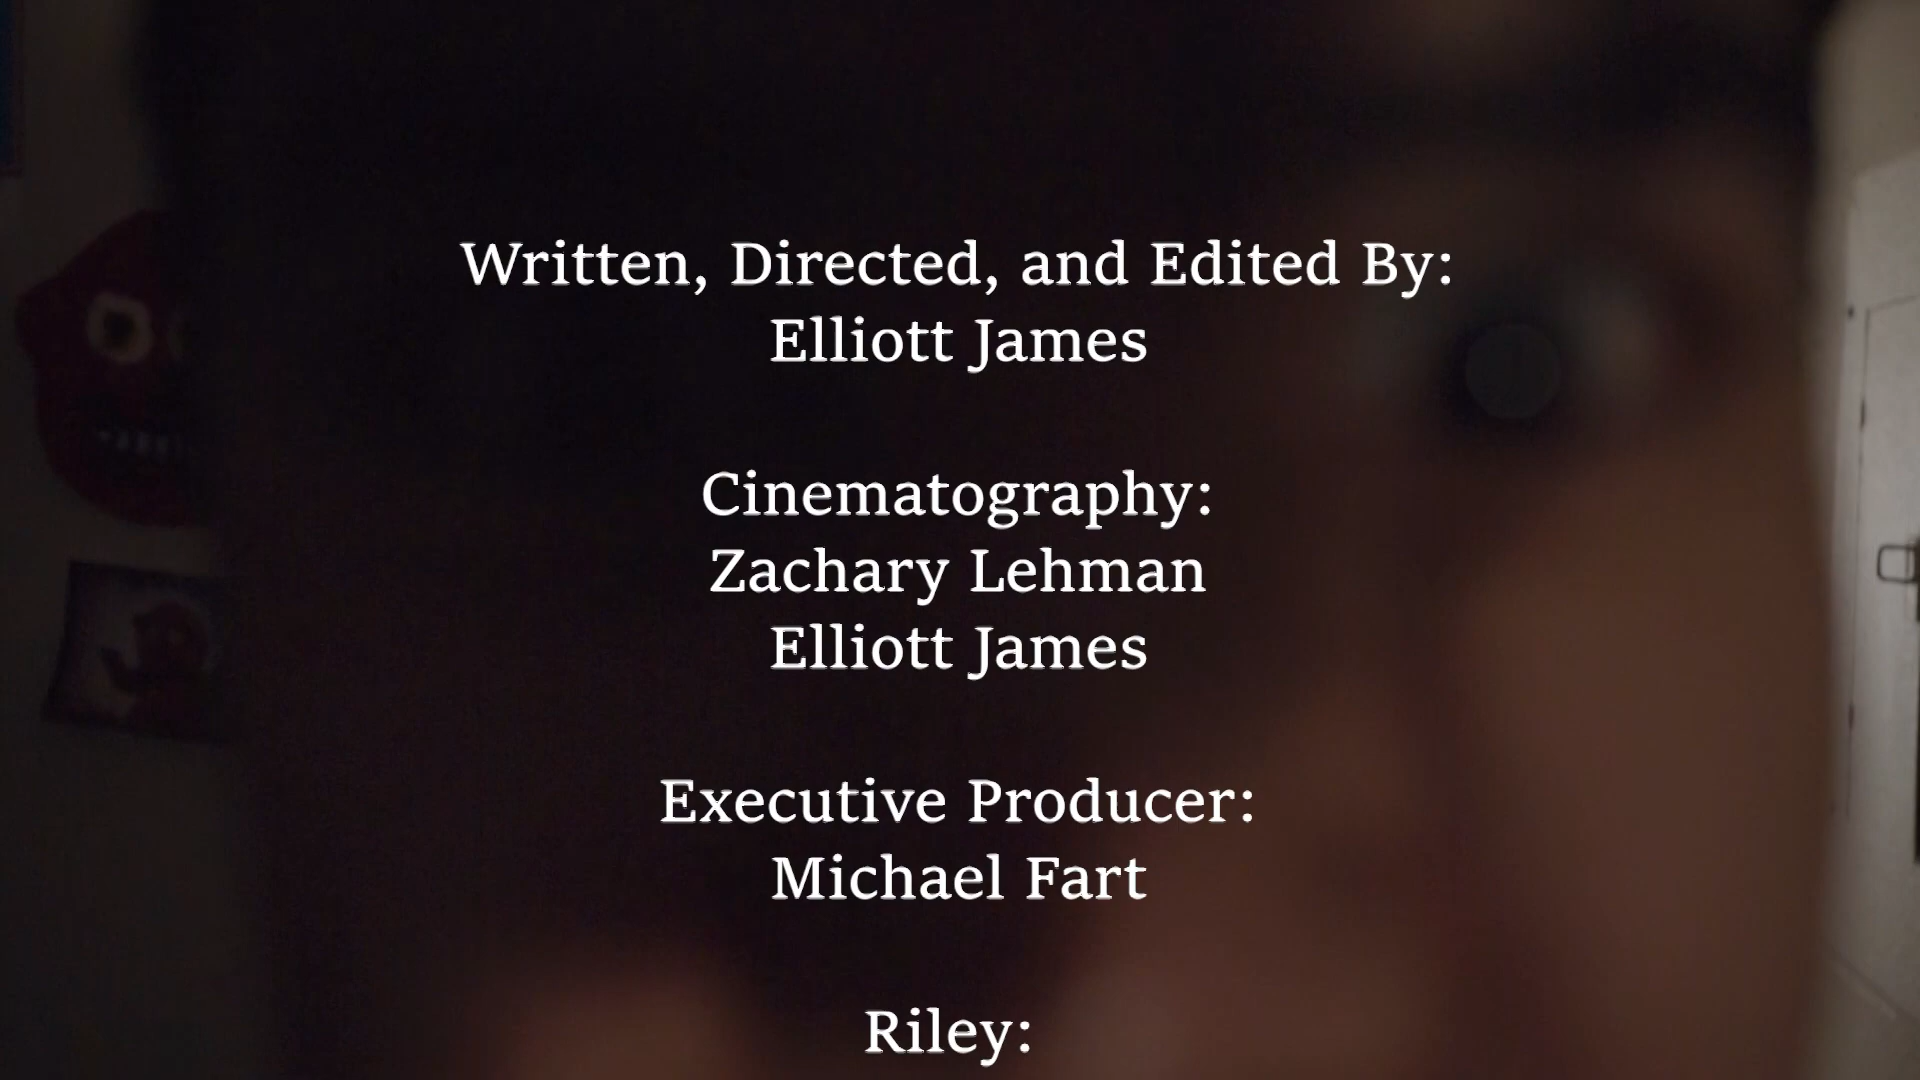 Written, Directed, and Edited By:
Elliott James
Cinematography:
Zachary Lehman
Elliott James
Executive Producer:
Michael Fart
Riley: